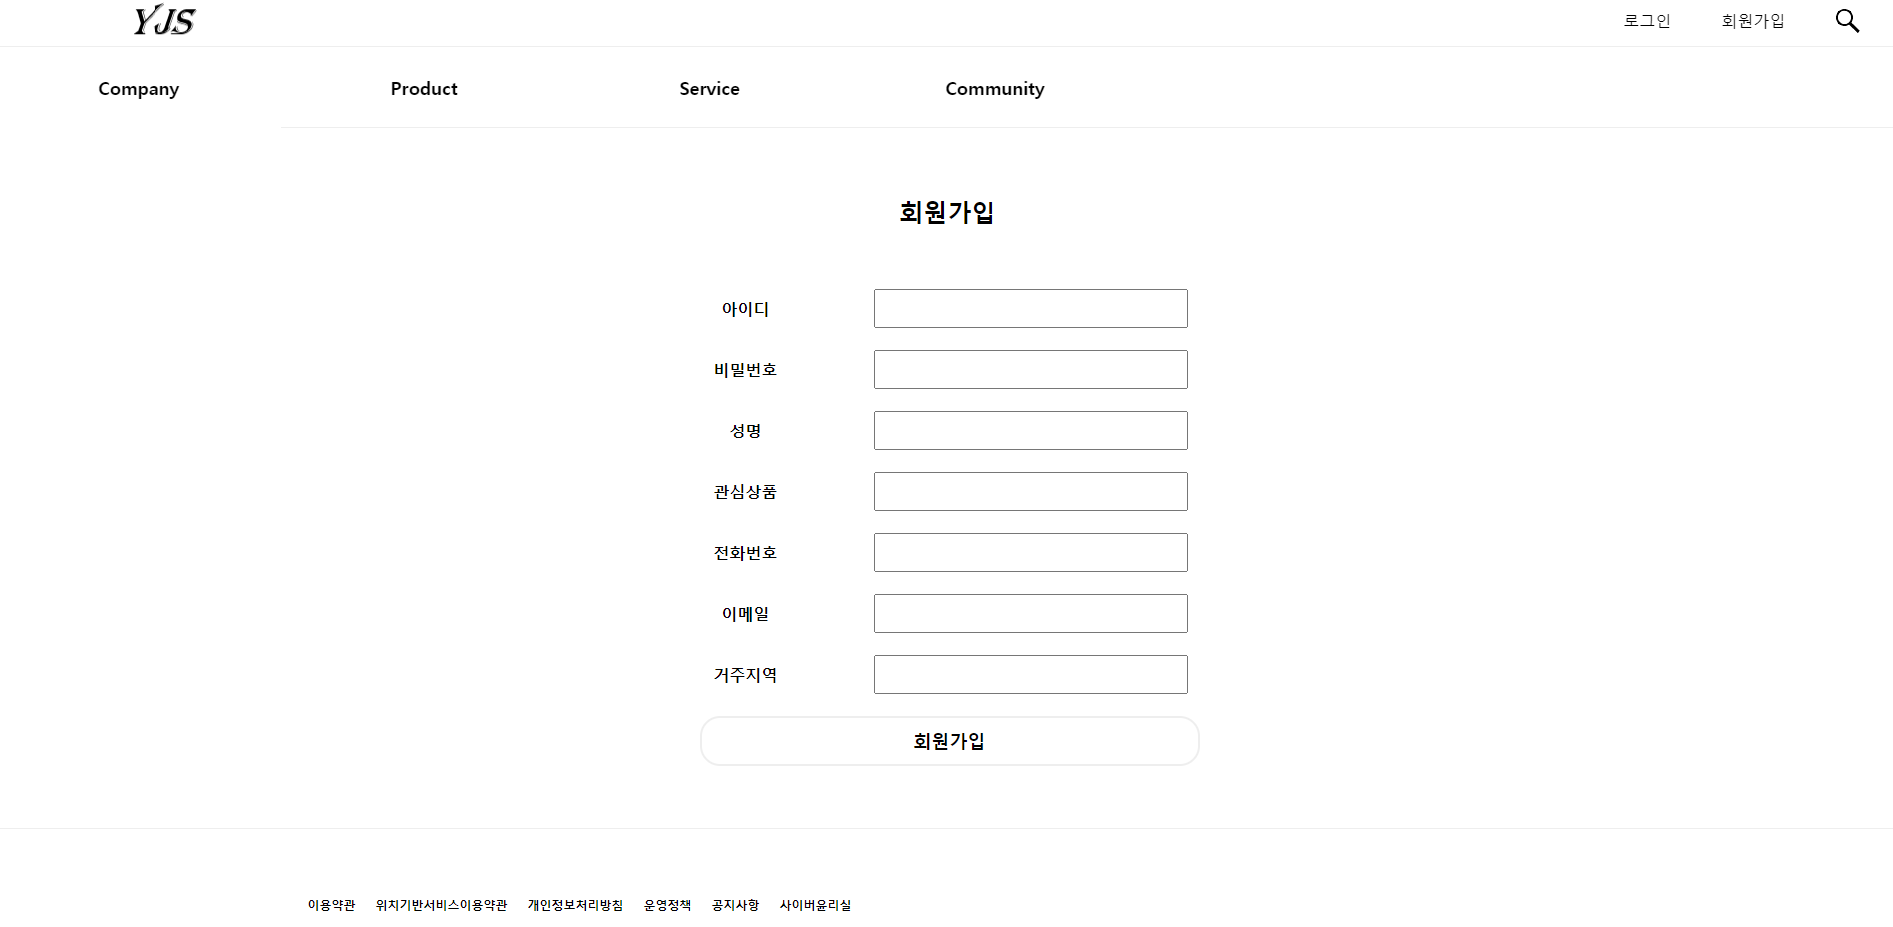 YJS
로그인 회원가입
Company Product Service Community
회원가입
아이디
비밀번호
성명
관심상품
전화번호
이메일
거주지역
회원가입
이용약관 위치기반서비스이용약관 개인정보처리방침 운영정책 공지사항 사이버윤리실